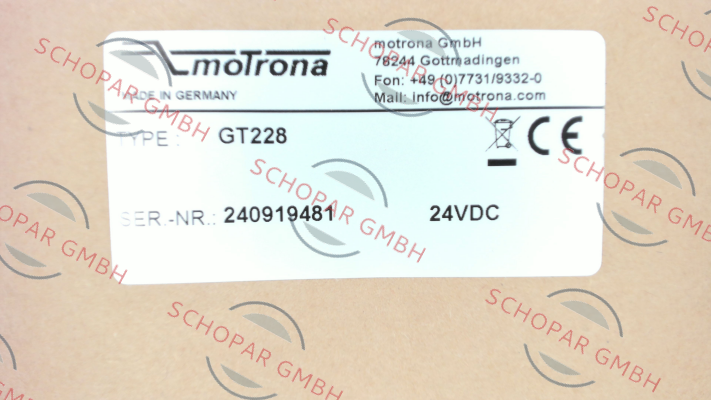 motrona
MADE IN GERMANY
motrona GmbH
78244 Gottmadingen
Fon: +49 (0)7731/9332-0
Mail: info@motrona.com
TYPE: GT228
CE
SER.-NR.: 240919481 24VDC
SCHOPAR GMBH
SCHOPAR GMBH
SCHOPAR GMBH
SCHOPAR GMBH
SCHOPAR GMBH
SCHOPAR GMBH
SCHOPAR GMBH
SCHOPAR GMBH